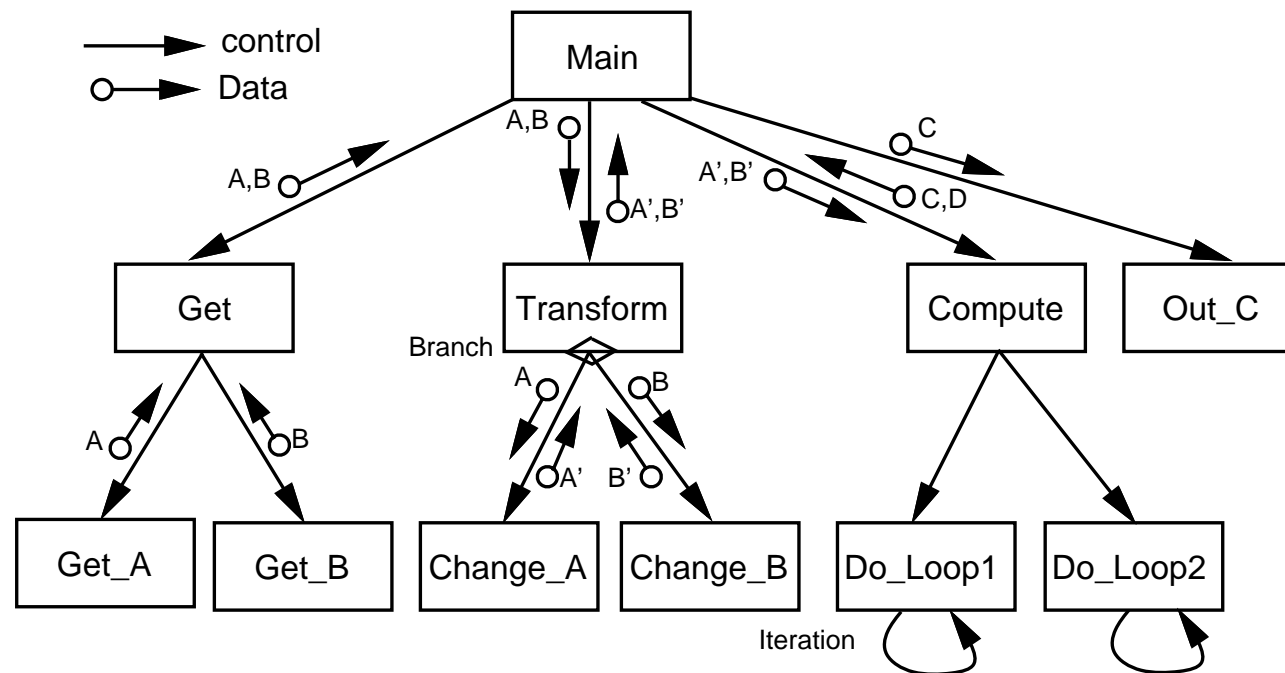 control
Data
Main
A,B
A,B
A’,B’
A’,B’
C,D
C
Get
Transform
Compute
Out_C
Branch
A
B
A
A’
B
B’
Get_A
Get_B
Change_A
Change_B
Do_Loop1
Do_Loop2
Iteration